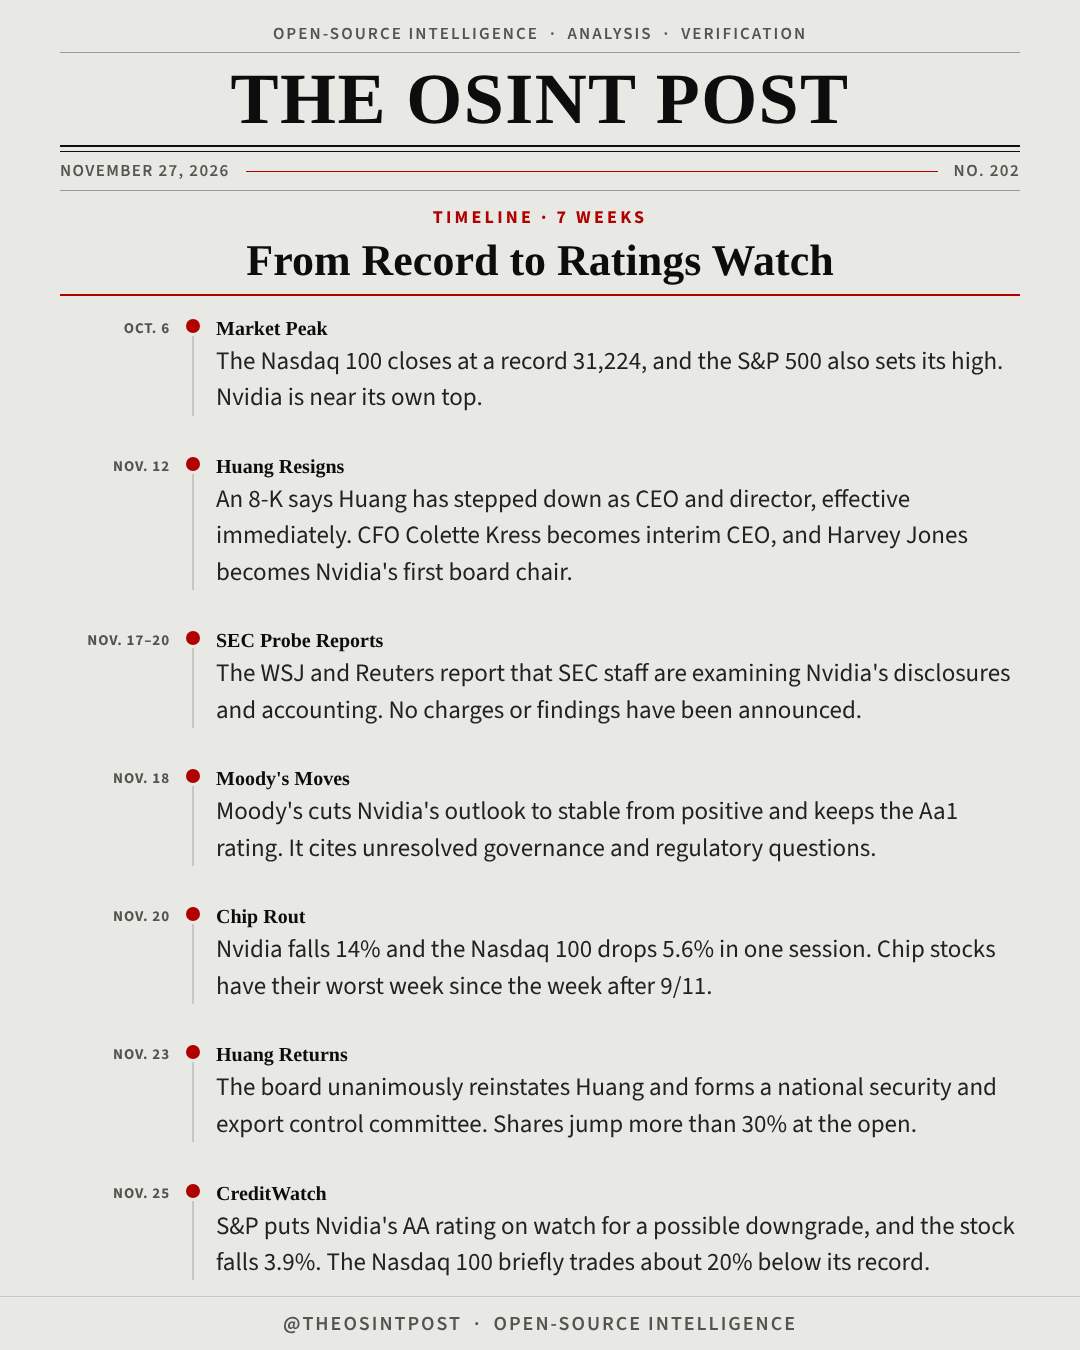 OPEN-SOURCE INTELLIGENCE · ANALYSIS · VERIFICATION
THE OSINT POST
NOVEMBER 27, 2026
NO. 202
TIMELINE · 7 WEEKS
From Record to Ratings Watch
OCT. 6
Market Peak
The Nasdaq 100 closes at a record 31,224, and the S&P 500 also sets its high.
Nvidia is near its own top.
NOV. 12
Huang Resigns
An 8-K says Huang has stepped down as CEO and director, effective
immediately. CFO Colette Kress becomes interim CEO, and Harvey Jones
becomes Nvidia's first board chair.
NOV. 17–20
SEC Probe Reports
The WSJ and Reuters report that SEC staff are examining Nvidia's disclosures
and accounting. No charges or findings have been announced.
NOV. 18
Moody's Moves
Moody's cuts Nvidia's outlook to stable from positive and keeps the Aa1
rating. It cites unresolved governance and regulatory questions.
NOV. 20
Chip Rout
Nvidia falls 14% and the Nasdaq 100 drops 5.6% in one session. Chip stocks
have their worst week since the week after 9/11.
NOV. 23
Huang Returns
The board unanimously reinstates Huang and forms a national security and
export control committee. Shares jump more than 30% at the open.
NOV. 25
CreditWatch
S&P puts Nvidia's AA rating on watch for a possible downgrade, and the stock
falls 3.9%. The Nasdaq 100 briefly trades about 20% below its record.
@THEOSINTPOST · OPEN-SOURCE INTELLIGENCE